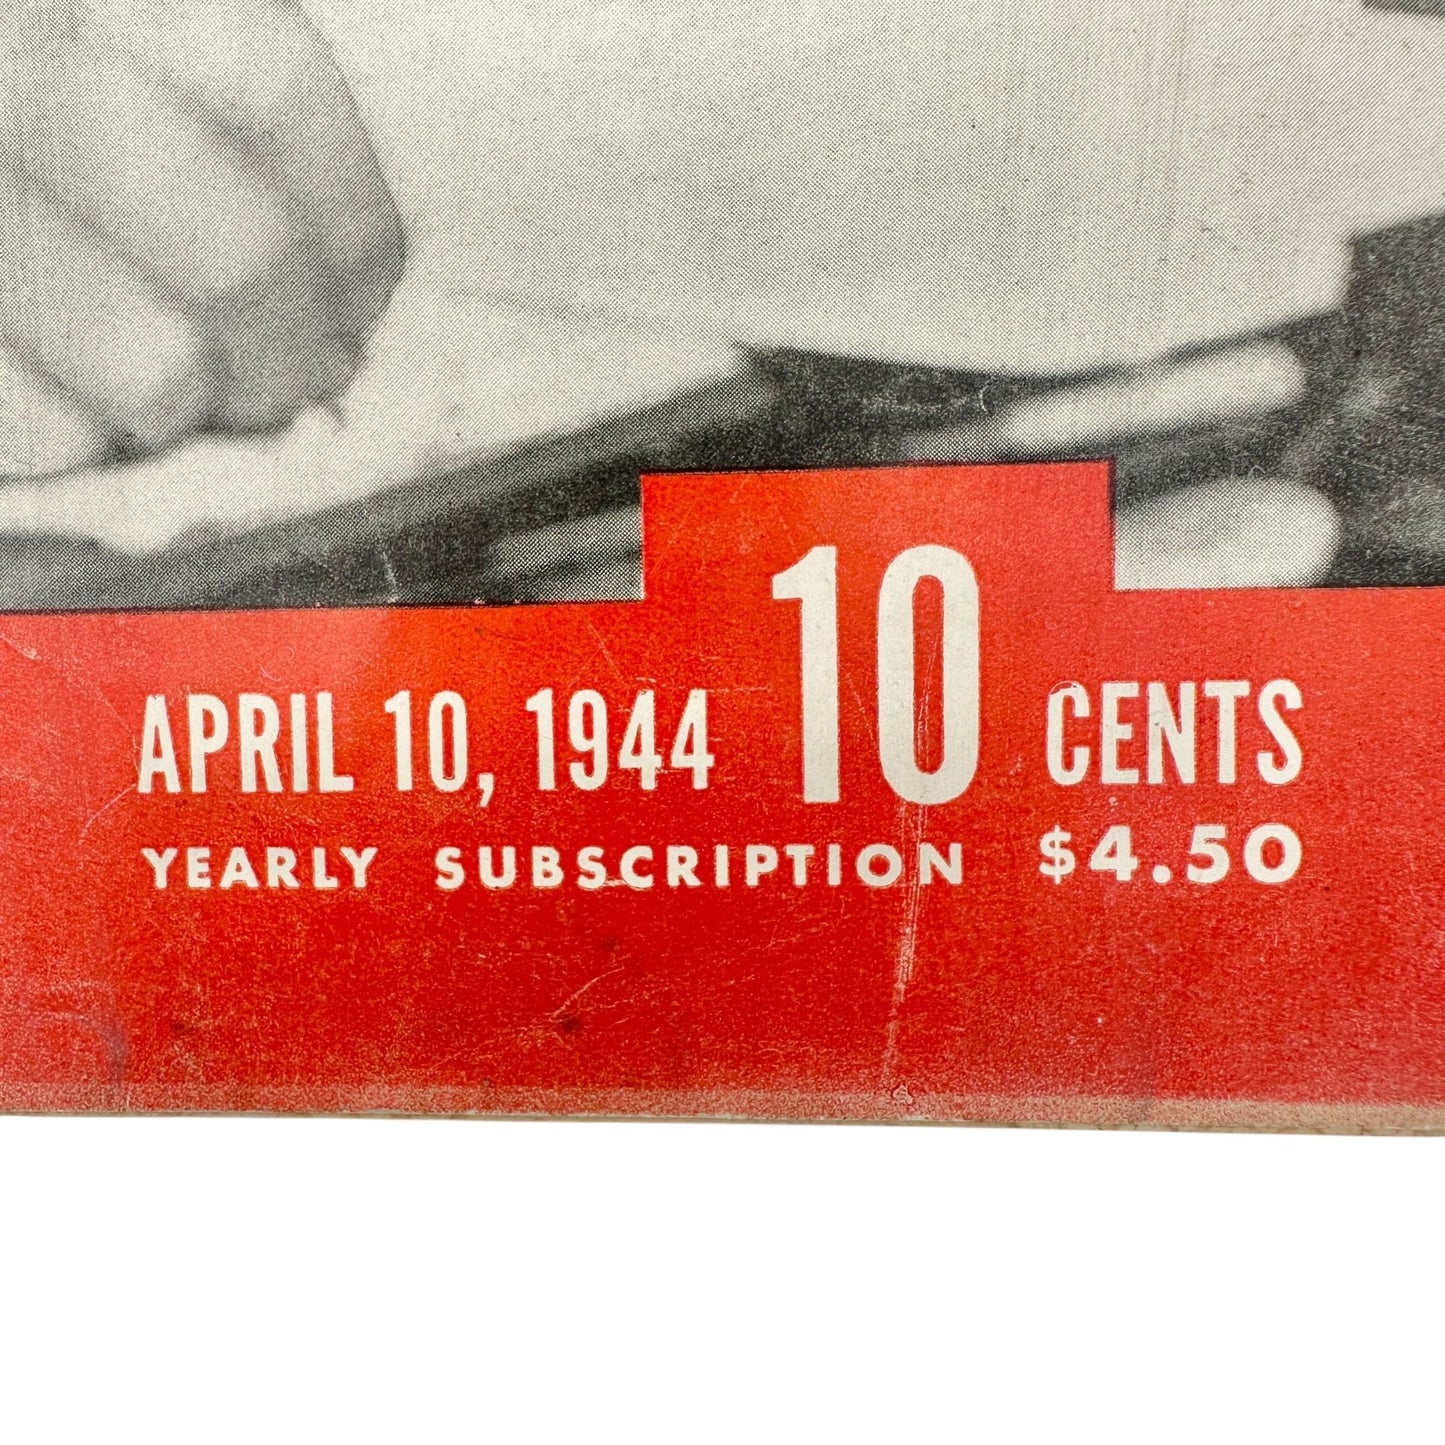 APRIL 10, 1944 10 CENTS
YEARLY SUBSCRIPTION $4.50